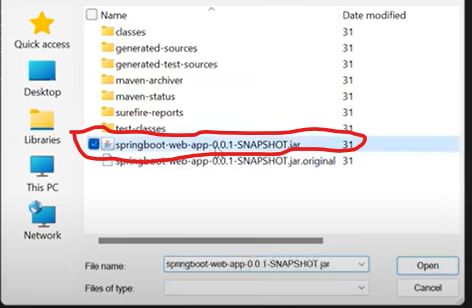 Name
Date modified
Quick access
Desktop
Libraries
This PC
Network
classes 31
generated-sources 31
generated-test-sources 31
maven-archiver 31
maven-status 31
surefire-reports 31
test-classes 31
springboot-web-app-0.0.1-SNAPSHOT.jar 31
springboot-web-app-0.0.1-SNAPSHOT.jar.original 31
File name: springboot-web-app-0.0.1-SNAPSHOT.jar Open
Files of type: Cancel